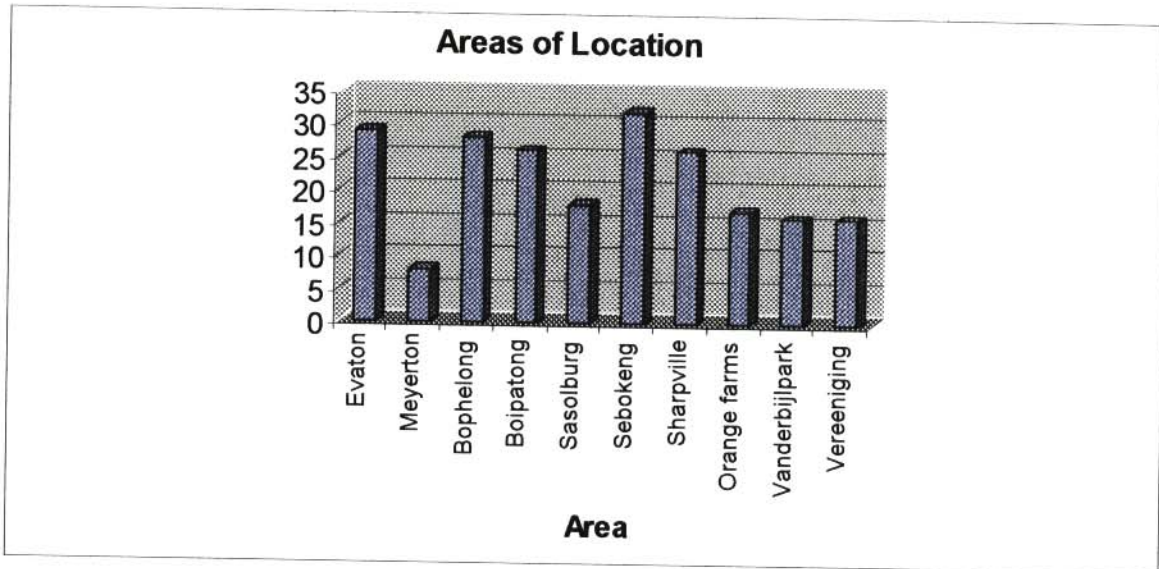 Areas of Location
35
30
25
20
15
10
5
0
Evaton
Meyerton
Bophelong
Boipatong
Sasolburg
Sebokeng
Sharpville
Orange farms
Vanderbijlpark
Vereeniging
Area